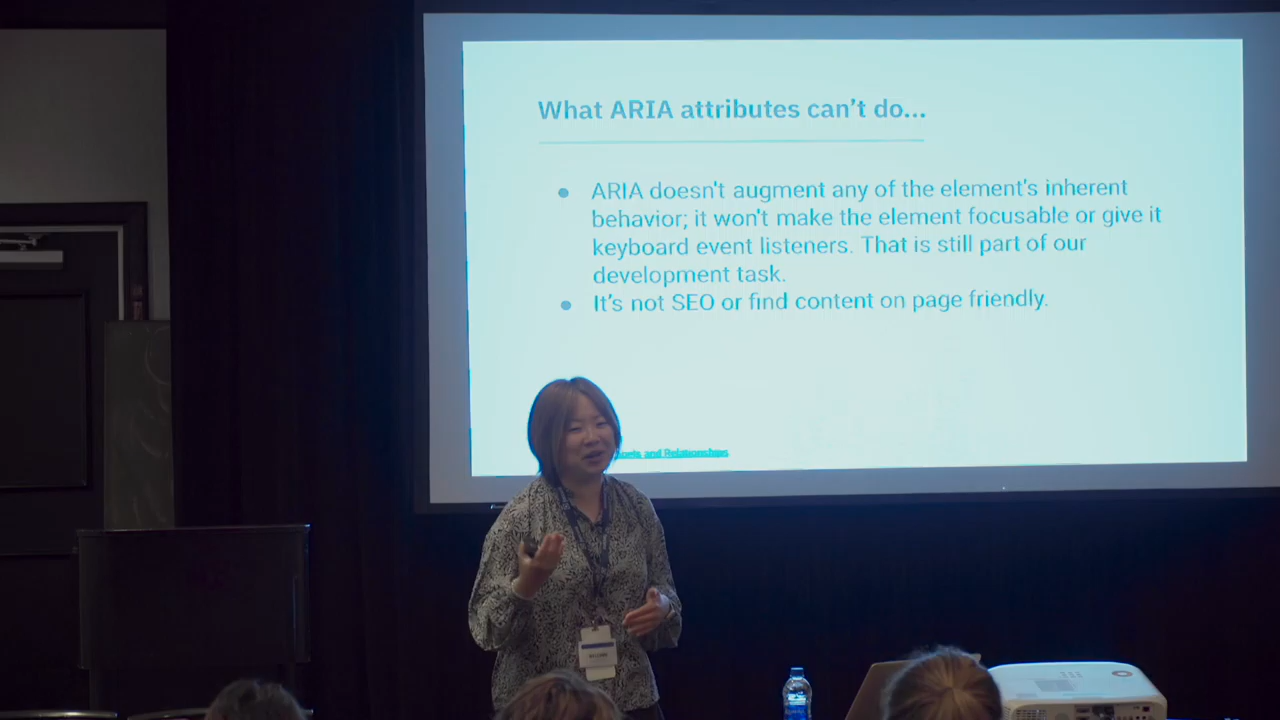 What ARIA attributes can't do...
● ARIA doesn't augment any of the element's inherent
behavior; it won't make the element focusable or give it
keyboard event listeners. That is still part of our
development task.
● It's not SEO or find content on page friendly.
and Relationships